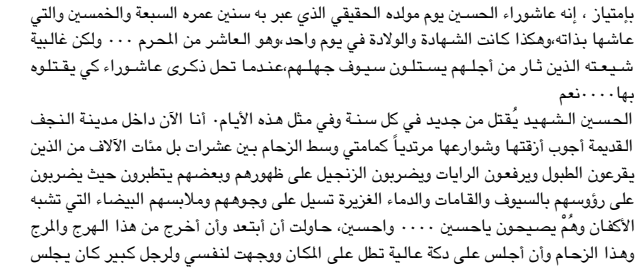 بإمتياز ، إنه عاشوراء الحسين يوم مولده الحقيقي الذي عبر به سنين عمره السبعة والخمسين والتي
عاشها بذاته،وهكذا كانت الشهادة والولادة في يوم واحد،وهو العاشر من المحرم ... ولكن غالبية
شيعته الذين ثار من أجلهم يستلون سيوف جهلهم،عندما تحل ذكرى عاشوراء كي يقتلوه
بها....نعم
الحسين الشهيد يُقتل من جديد في كل سنة وفي مثل هذه الأيام. أنا الآن داخل مدينة النجف
القديمة أجوب أزقتها وشوارعها مرتدياً كمامتي وسط الزحام بين عشرات بل مئات الآلاف من الذين
يقرعون الطبول ويرفعون الرايات ويضربون الزنجيل على ظهورهم وبعضهم يتطبرون حيث يضربون
على رؤوسهم بالسيوف والقامات والدماء الغزيرة تسيل على وجوههم وملابسهم البيضاء التي تشبه
الأكفان وهُمْ يصيحون ياحسين .... واحسين، حاولت أن أبتعد وأن أخرج من هذا الهرج والمرج
وهذا الزحام وأن أجلس على دكة عالية تطل على المكان ووجهت لنفسي ولرجل كبير كان يجلس